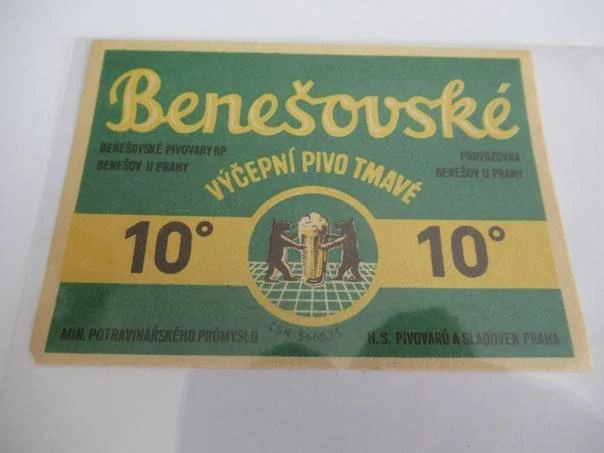 Benešovské
BENEŠOVSKÉ PIVOVARY NP.
BENEŠOV U PRAHY
PROVOZOVNA
BENEŠOV U PRAHY
VÝČEPNÍ PIVO TMAVÉ
10°
10°
MIN. POTRAVINÁŘSKÉHO PRŮMYSLU
ČSN 566635
H.S. PIVOVARŮ A SLADOVEN PRAHA